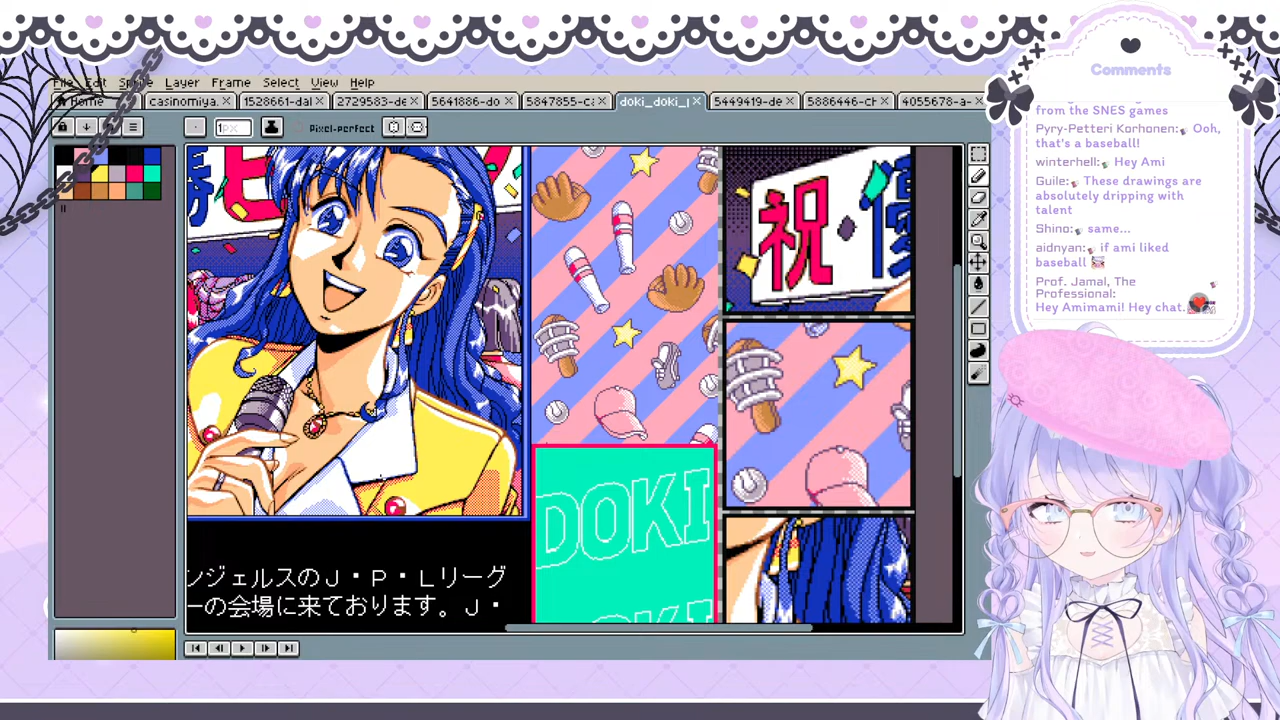 Comments
File Edit Sprite Layer Frame Select View Help
Home casinomiya. 1528661-dal 2729583-de 5641886-do 5847855-c doki_doki_ 5449419-de 5886446-ch 4055678-a-
1px Pixel-perfect
from the SNES games
Pyry-Petteri Korhonen: Ooh,
that's a baseball!
winterhell: Hey Ami
Guile: These drawings are
absolutely dripping with
talent
Shino: same...
aidnyan: if ami liked
baseball
Prof. Jamal, The
Professional:
Hey Amimami! Hey chat.
祝・優
DOKI
ンジェルスのJ・P・Lリーグ
ーの会場に来ております。J・